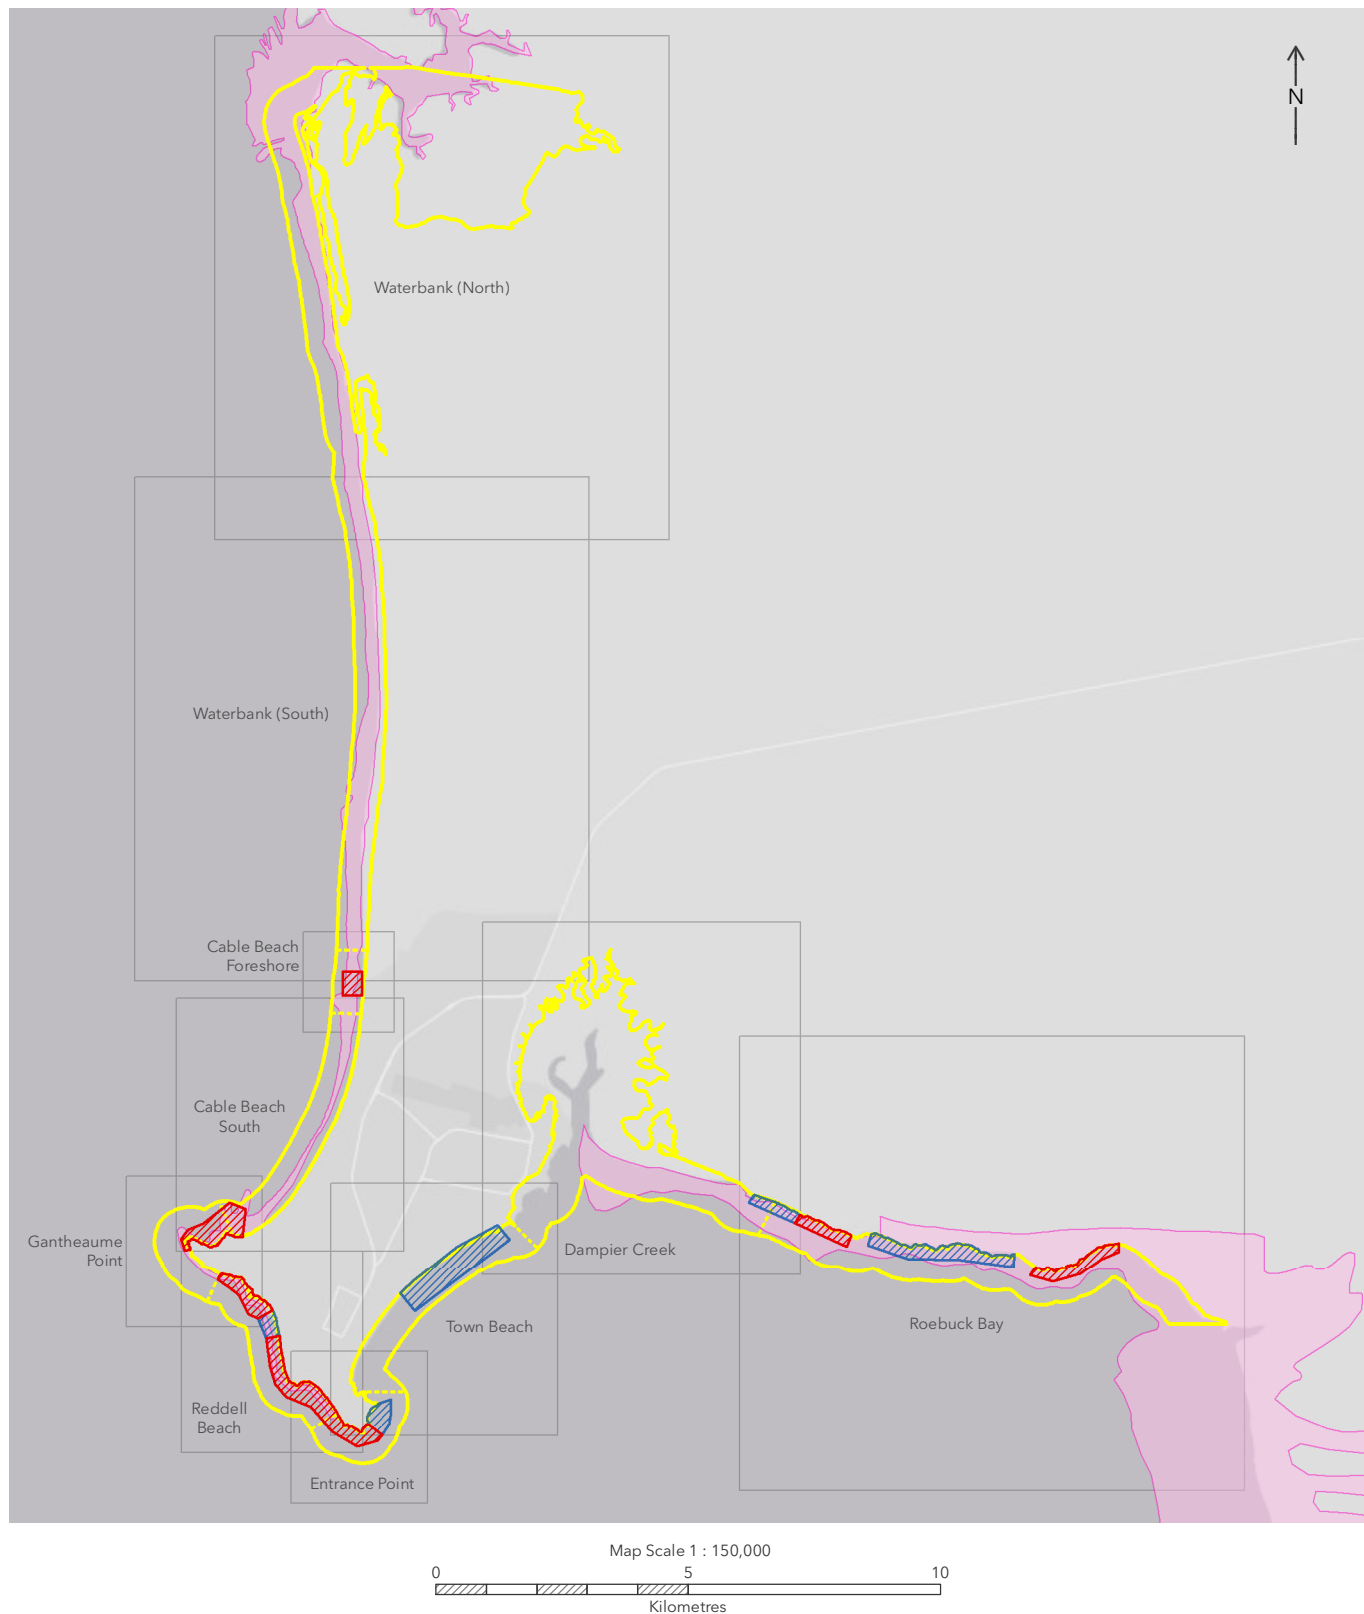 N
Waterbank (North)
Waterbank (South)
Cable Beach
Foreshore
Cable Beach
South
Gantheaume
Point
Dampier Creek
Town Beach
Roebuck Bay
Reddell
Beach
Entrance Point
Map Scale 1 : 150,000
0 5 10
Kilometres